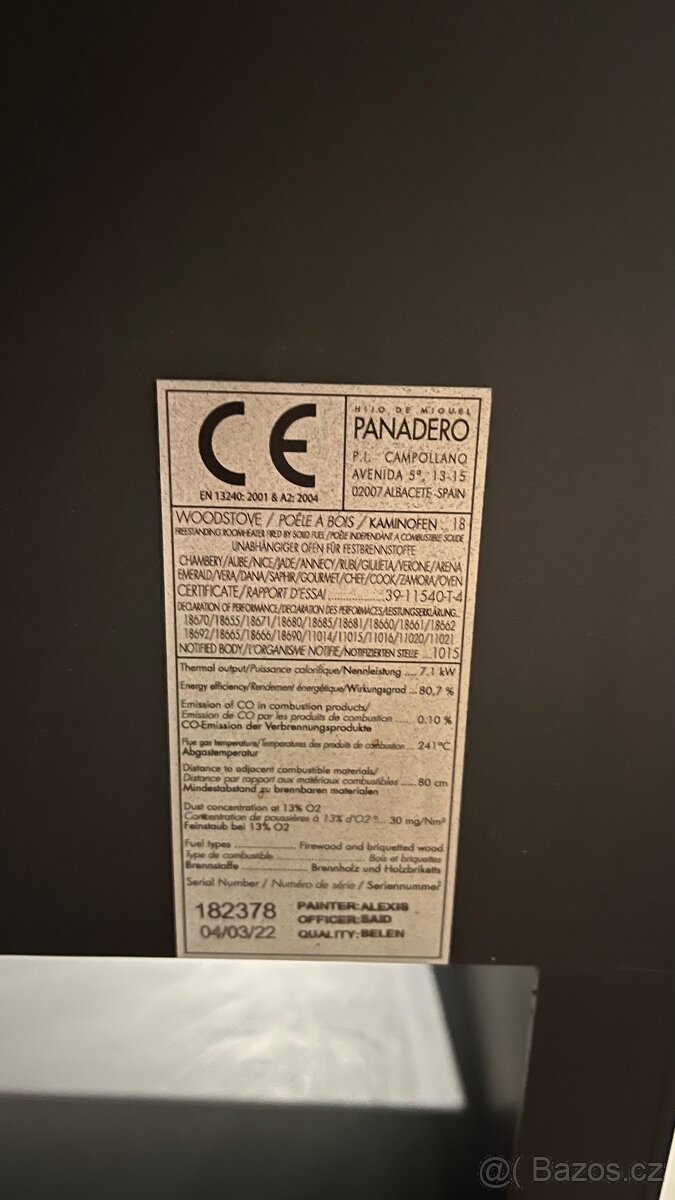 CE
EN 13240: 2001 & A2: 2004
HIJO DE MIGUEL
PANADERO
P.I. CAMPOLLANO
AVENIDA 5ª, 13-15
02007 ALBACETE -SPAIN
WOODSTOVE / POÊLE A BOIS / KAMINOFEN .. 18
FREESTANDING ROOMHEATER FIRED BY SOLID FUEL/POÊLE INDEPENDANT A COMBUSTIBLE SOLIDE
UNABHÄNGIGER OFEN FÜR FESTBRENNSTOFFE
CHAMBERY/AUBE/NICE/JADE/ANNECY/RUBI/GIULIETA/VERONE/ARENA
EMERALD/VERA/DANA/SAPHIR/GOURMET/CHEF/COOK/ZAMORA/OVEN
CERTIFICATE/RAPPORT D'ESSAI ............... 39-11540-T-4
DECLARATION OF PERFORMANCE/DECLARATION DES PERFORMACES/LEISTUNGSERKLÄRUNG...
18670/18655/18671/18680/18685/18681/18660/18661/18662
18692/18665/18666/18690/11014/11015/11016/11020/11021
NOTIFIED BODY/L'ORGANISME NOTIFIE/NOTIFIZIERTEN STELLE ...1015
Thermal output/Puissance calorifique/Nennleistung .... 7.1 kW
Energy efficiency/Rendement énergétique/Wirkungsgrad ... 80,7 %
Emission of CO in combustion products/
Emission de CO par les produits de combustion ..... 0.10 %
CO-Emission der Verbrennungsprodukte
Flue gas temperature/Temperatures des produits de combustion .... 241ºC
Abgastemperatur
Distance to adjacent combustible materials/
Distance par rapport aux matériaux combustibles ..... 80 cm
Mindestabstand zu brennbaren materialen
Dust concentration at 13% O2
Concentration de poussières à 13% d'O2 ... 30 mg/Nm³
Feinstaub bei 13% O2
Fuel types ................. Firewood and briquetted wood
Type de combustible ...................... Bois et briquettes
Brennstoffe .................. Brennholz und Holzbriketts
Serial Number / Numéro de série / Seriennummer
182378 PAINTER:ALEXIS
OFFICER:SAID
04/03/22 QUALITY:BELEN
@( Bazos.cz